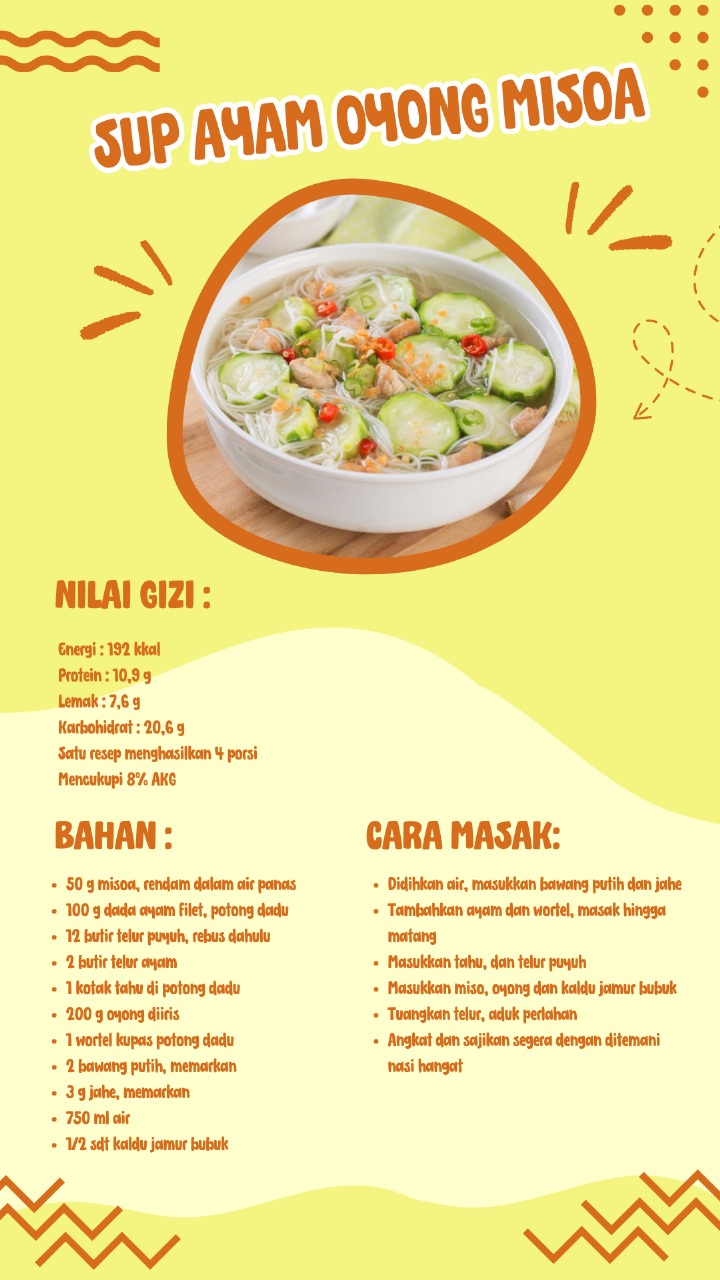 SUP AYAM OYONG MISOA
NILAI GIZI :
Energi : 192 kkal
Protein : 10,9 g
Lemak : 7,6 g
Karbohidrat : 20,6 g
Satu resep menghasilkan 4 porsi
Mencukupi 8% AKG
BAHAN :
• 50 g misoa, rendam dalam air panas
• 100 g dada ayam filet, potong dadu
• 12 butir telur puyuh, rebus dahulu
• 2 butir telur ayam
• 1 kotak tahu di potong dadu
• 200 g oyong diiris
• 1 wortel kupas potong dadu
• 2 bawang putih, memarkan
• 3 g jahe, memarkan
• 750 ml air
• 1/2 sdt kaldu jamur bubuk
CARA MASAK:
• Didihkan air, masukkan bawang putih dan jahe
• Tambahkan ayam dan wortel, masak hingga
matang
• Masukkan tahu, dan telur puyuh
• Masukkan miso, oyong dan kaldu jamur bubuk
• Tuangkan telur, aduk perlahan
• Angkat dan sajikan segera dengan ditemani
nasi hangat